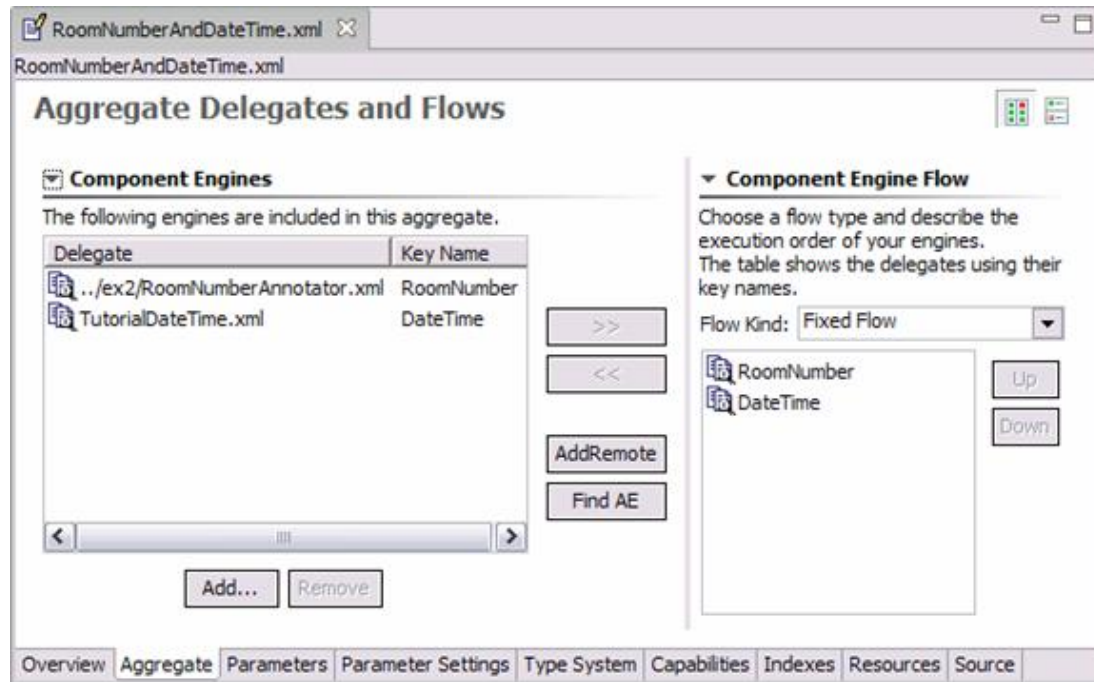 RoomNumberAndDateTime.xml
RoomNumberAndDateTime.xml
Aggregate Delegates and Flows
Component Engines
The following engines are included in this aggregate.
Delegate Key Name
../ex2/RoomNumberAnnotator.xml RoomNumber
TutorialDateTime.xml DateTime
>>
<<
AddRemote
Find AE
Add... Remove
Component Engine Flow
Choose a flow type and describe the
execution order of your engines.
The table shows the delegates using their
key names.
Flow Kind: Fixed Flow
RoomNumber
DateTime
Up
Down
Overview Aggregate Parameters Parameter Settings Type System Capabilities Indexes Resources Source